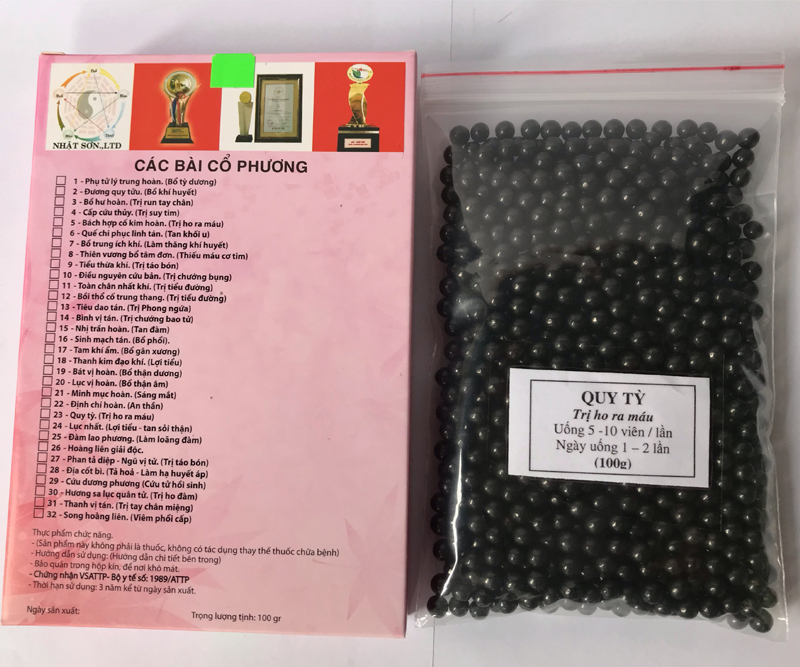 NHẬT SƠN.,LTD
CÁC BÀI CỔ PHƯƠNG
1 - Phụ tử lý trung hoàn. (Bổ tỳ dương)
2 - Đương quy tửu. (Bổ khí huyết)
3 - Bổ hư hoàn. (Trị run tay chân)
4 - Cấp cứu thủy. (Trị suy tim)
5 - Bách hợp cố kim hoàn. (Trị ho ra máu)
6 - Quế chi phục linh tán. (Tan khối u)
7 - Bổ trung ích khí. (Làm thăng khí huyết)
8 - Thiên vương bổ tâm đơn. (Thiếu máu cơ tim)
9 - Tiểu thừa khí. (Trị táo bón)
10 - Điều nguyên cứu bản. (Trị chướng bụng)
11 - Toàn chân nhất khí. (Trị tiểu đường)
12 - Bồi thổ cố trung thang. (Trị tiểu đường)
13 - Tiêu dao tán. (Trị Phong ngứa)
14 - Bình vị tán. (Trị chướng bao tử)
15 - Nhị trần hoàn. (Tan đàm)
16 - Sinh mạch tán. (Bổ phổi).
17 - Tam khí ẩm. (Bổ gân xương)
18 - Thanh kim đạo khí. (Lợi tiểu)
19 - Bát vị hoàn. (Bổ thận dương)
20 - Lục vị hoàn. (Bổ thận âm)
21 - Minh mục hoàn. (Sáng mắt)
22 - Định chí hoàn. (An thần)
23 - Quy tỳ. (Trị ho ra máu)
24 - Lục nhất. (Lợi tiểu - tan sỏi thận)
25 - Đàm lao phương. (Làm loãng đàm)
26 - Hoàng liên giải độc.
27 - Phan tả diệp - Ngũ vị tử. (Trị táo bón)
28 - Địa cốt bì. (Tả hoả - Làm hạ huyết áp)
29 - Cứu dương phương (Cứu tử hồi sinh)
30 - Hương sa lục quân tử. (Trị ho đàm)
31 - Thanh vị tán. (Trị tay chân miệng)
32 - Song hoàng liên. (Viêm phổi cấp)
Thực phẩm chức năng.
- (Sản phẩm này không phải là thuốc, không có tác dụng thay thế thuốc chữa bệnh)
- Hướng dẫn sử dụng: (Hướng dẫn chi tiết bên trong)
- Bảo quản trong hộp kín, để nơi khô mát.
- Chứng nhận VSATTP- Bộ y tế số: 1989/ATTP
- Thời hạn sử dụng: 3 năm kể từ ngày sản xuất.
Ngày sản xuất: Trọng lượng tịnh: 100 gr
QUY TỲ
Trị ho ra máu
Uống 5 -10 viên / lần
Ngày uống 1 – 2 lần
(100g)